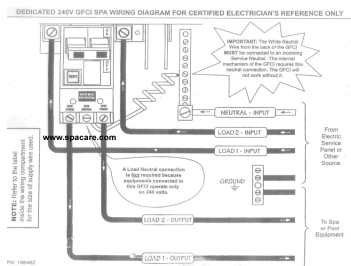 DEDICATED 240V GFCI SPA WIRING DIAGRAM FOR CERTIFIED ELECTRICIAN'S REFERENCE ONLY
IMPORTANT: The White Neutral
Wire from the back of the GFCI
MUST be connected to an incoming
Service Neutral. The internal
mechanism of the GFCI requires this
neutral connection. The GFCI will
not work without it.
www.spacare.com
NEUTRAL - INPUT
LOAD 2 - INPUT
LOAD 1 - INPUT
From
Electric
Service
Panel or
Other
Source
A Load Neutral connection
is Not required because
equipments connected to
this GFCI operate only
on 240 volts.
GROUND
NOTE: Refer to the label
inside the wiring compartment
for the size of supply wire used.
LOAD 2 - OUTPUT
To Spa
or Pool
Equipment
LOAD 1 - OUTPUT